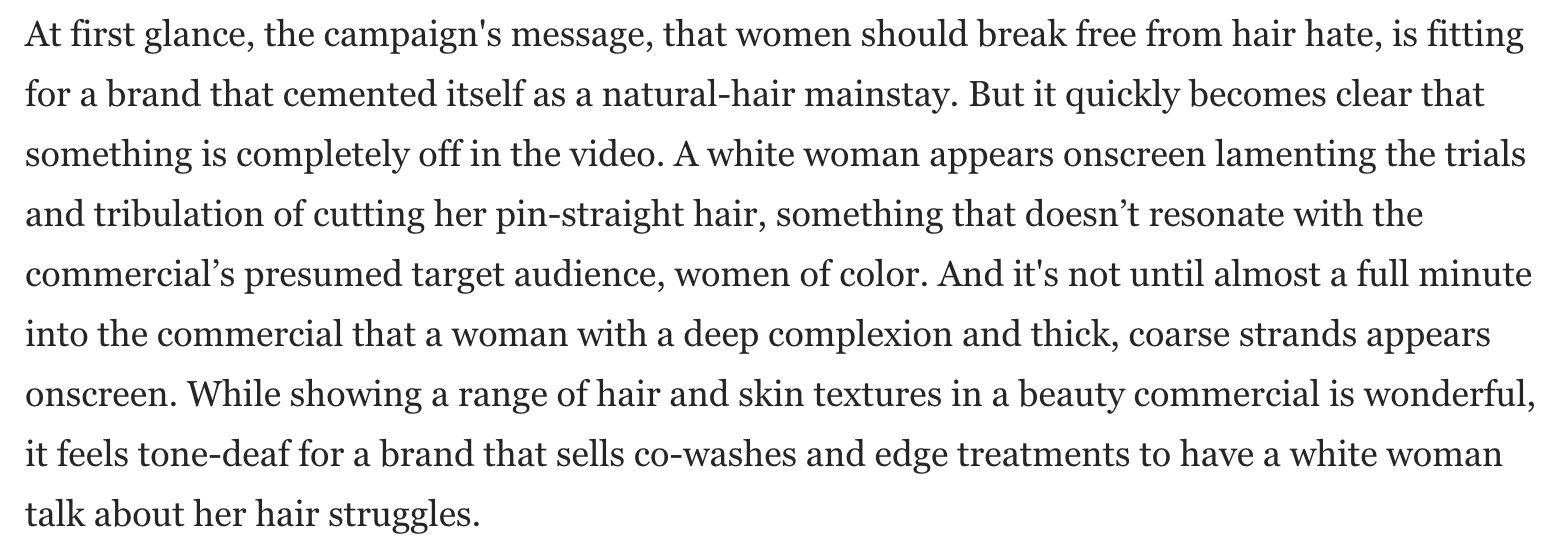 At first glance, the campaign's message, that women should break free from hair hate, is fitting
for a brand that cemented itself as a natural-hair mainstay. But it quickly becomes clear that
something is completely off in the video. A white woman appears onscreen lamenting the trials
and tribulation of cutting her pin-straight hair, something that doesn’t resonate with the
commercial’s presumed target audience, women of color. And it's not until almost a full minute
into the commercial that a woman with a deep complexion and thick, coarse strands appears
onscreen. While showing a range of hair and skin textures in a beauty commercial is wonderful,
it feels tone-deaf for a brand that sells co-washes and edge treatments to have a white woman
talk about her hair struggles.